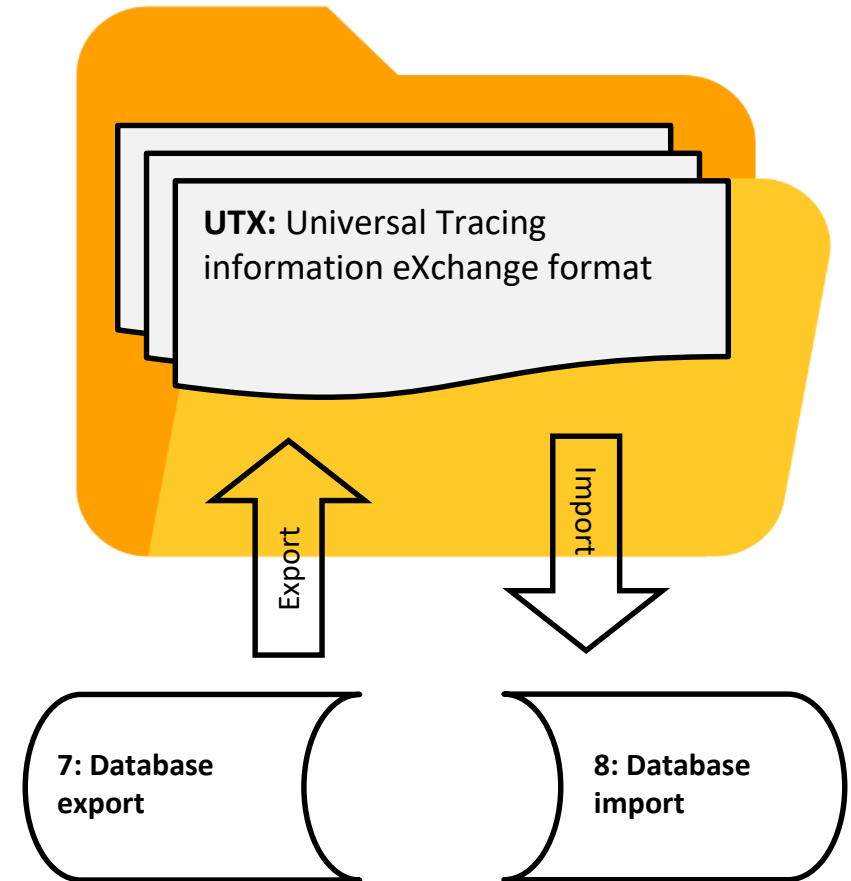 UTX: Universal Tracing
information eXchange format
Export
Import
7: Database
export
8: Database
import